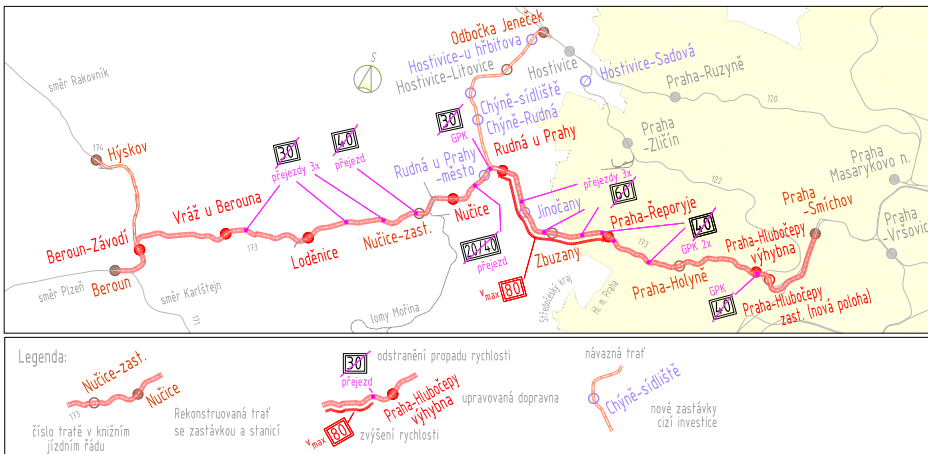 Odbočka Jeneček
Hostivice-u hřbitova
Hostivice-Litovice
Hostivice
Hostivice-Sadová
Praha-Ruzyně
120
směr Rakovník
S
Chýně-sídliště
Chýně-Rudná
30
GPK
Praha
-Zličín
Praha
Masarykovo n.
174
Hýskov
30
přejezdy 3x
40
přejezd
Rudná u Prahy
-město
Rudná u Prahy
přejezdy 3x
60
122
Praha
-Smíchov
Vráž u Berouna
Nučice
Jinočany
Praha-Řeporyje
40
GPK 2x
Praha
-Vršovice
Beroun-Závodí
173
Loděnice
Nučice-zast.
20/40
přejezd
Zbuzany
173
Praha-Hlubočepy
výhybna
směr Plzeň
Beroun
směr Karlštejn
171
vmax 80
Středočeský kraj
Hl. m. Praha
Praha-Holyně
GPK
40
Praha-Hlubočepy
zast. (nová poloha)
lomy Mořina
Legenda:
Nučice-zast.
Nučice
173
číslo tratě v knižním
jízdním řádu
Rekonstruovaná trať
se zastávkou a stanicí
30
přejezd
odstranění propadu rychlosti
Praha-Hlubočepy
výhybna
upravovaná dopravna
vmax 80
zvýšení rychlosti
návazná trať
Chýně-sídliště
nové zastávky
cizí investice